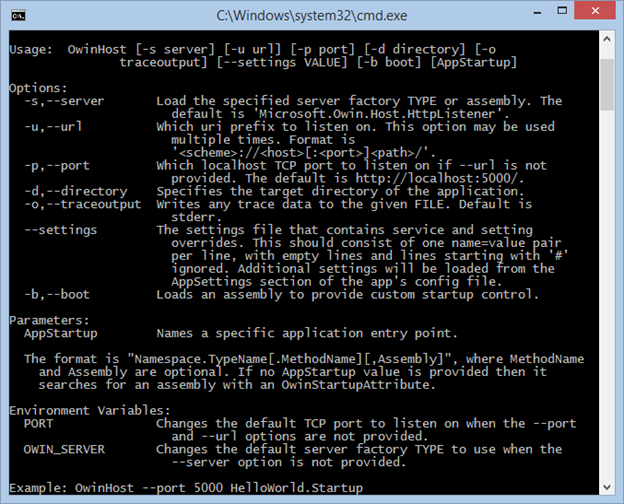 C:\Windows\system32\cmd.exe
Usage:  OwinHost [-s server] [-u url] [-p port] [-d directory] [-o
traceoutput] [--settings VALUE] [-b boot] [AppStartup]
Options:
-s,--server       Load the specified server factory TYPE or assembly. The
default is 'Microsoft.Owin.Host.HttpListener'.
-u,--url          Which uri prefix to listen on. This option may be used
multiple times. Format is
'<scheme>://<host>[:<port>]<path>/'.
-p,--port         Which localhost TCP port to listen on if --url is not
provided. The default is http://localhost:5000/.
-d,--directory    Specifies the target directory of the application.
-o,--traceoutput  Writes any trace data to the given FILE. Default is
stderr.
--settings        The settings file that contains service and setting
overrides. This should consist of one name=value pair
per line, with empty lines and lines starting with '#'
ignored. Additional settings will be loaded from the
AppSettings section of the app's config file.
-b,--boot         Loads an assembly to provide custom startup control.
Parameters:
AppStartup        Names a specific application entry point.
The format is "Namespace.TypeName[.MethodName][,Assembly]", where MethodName
and Assembly are optional. If no AppStartup value is provided then it
searches for an assembly with an OwinStartupAttribute.
Environment Variables:
PORT              Changes the default TCP port to listen on when the --port
and --url options are not provided.
OWIN_SERVER       Changes the default server factory TYPE to use when the
--server option is not provided.
Example: OwinHost --port 5000 HelloWorld.Startup